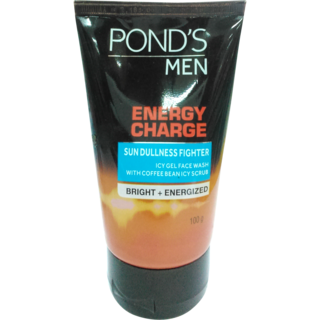 POND'S
MEN
ENERGY
CHARGE
SUN DULLNESS FIGHTER
ICY GEL FACE WASH
WITH COFFEE BEAN ICY SCRUB
BRIGHT + ENERGIZED
100 g